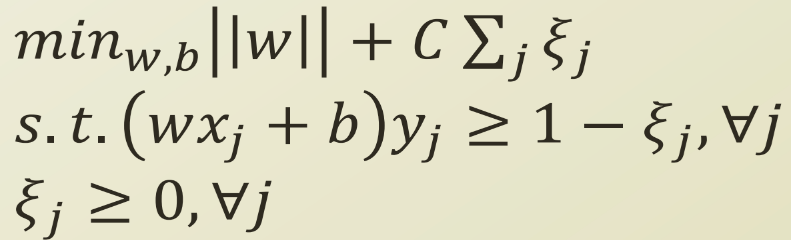 min_{w,b}||w|| + C ∑_j ξ_j
s.t.(wx_j + b)y_j ≥ 1 − ξ_j, ∀j
ξ_j ≥ 0, ∀j